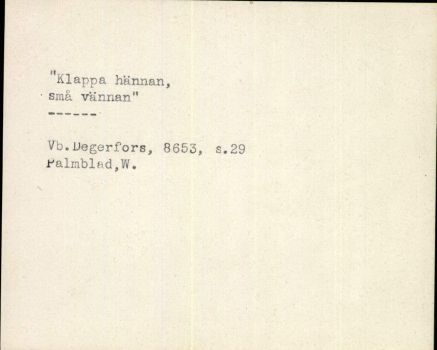 "Klappa hännan,
små vännan"
------
Vb.Degerfors, 8653, s.29
Palmblad,W.